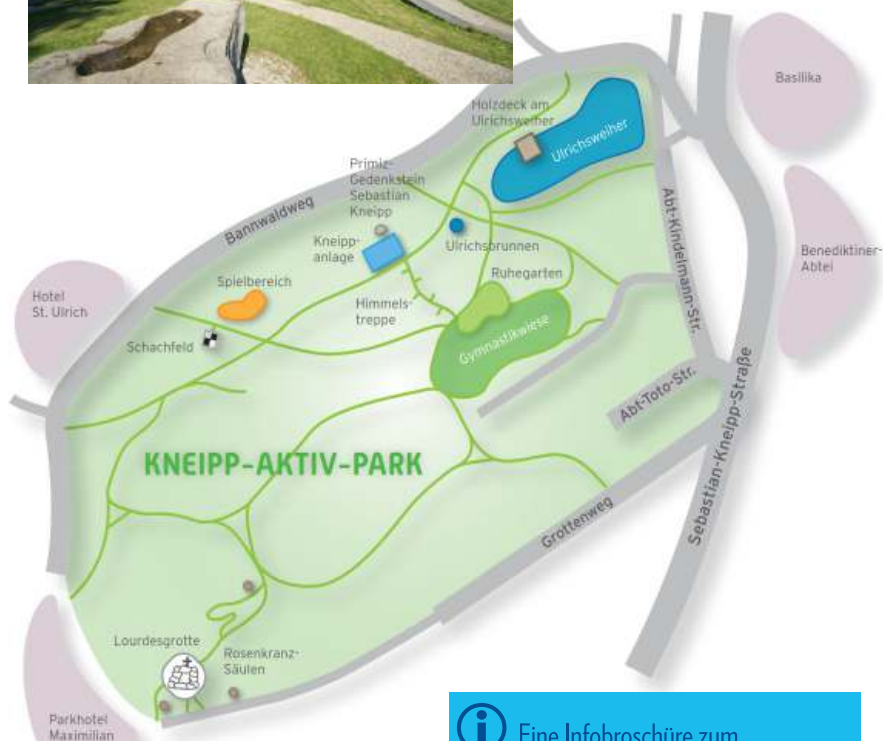 Basilika
Holzdeck am
Ulrichsweiher
Ulrichsweiher
Primiz-
Gedenkstein
Sebastian
Kneipp
Bannwaldweg
Kneipp-
anlage
Ulrichsbrunnen
Abt-Kindelmann-Str.
Benediktiner-
Abtei
Ruhegarten
Spielbereich
Hotel
St. Ulrich
Himmels-
treppe
Schachfeld
Gymnastikwiese
Abt-Toto-Str.
Sebastian-Kneipp-Straße
KNEIPP-AKTIV-PARK
Grottenweg
Lourdesgrotte
Rosenkranz-
Säulen
Parkhotel
Maximilian
i Eine Infobroschüre zum